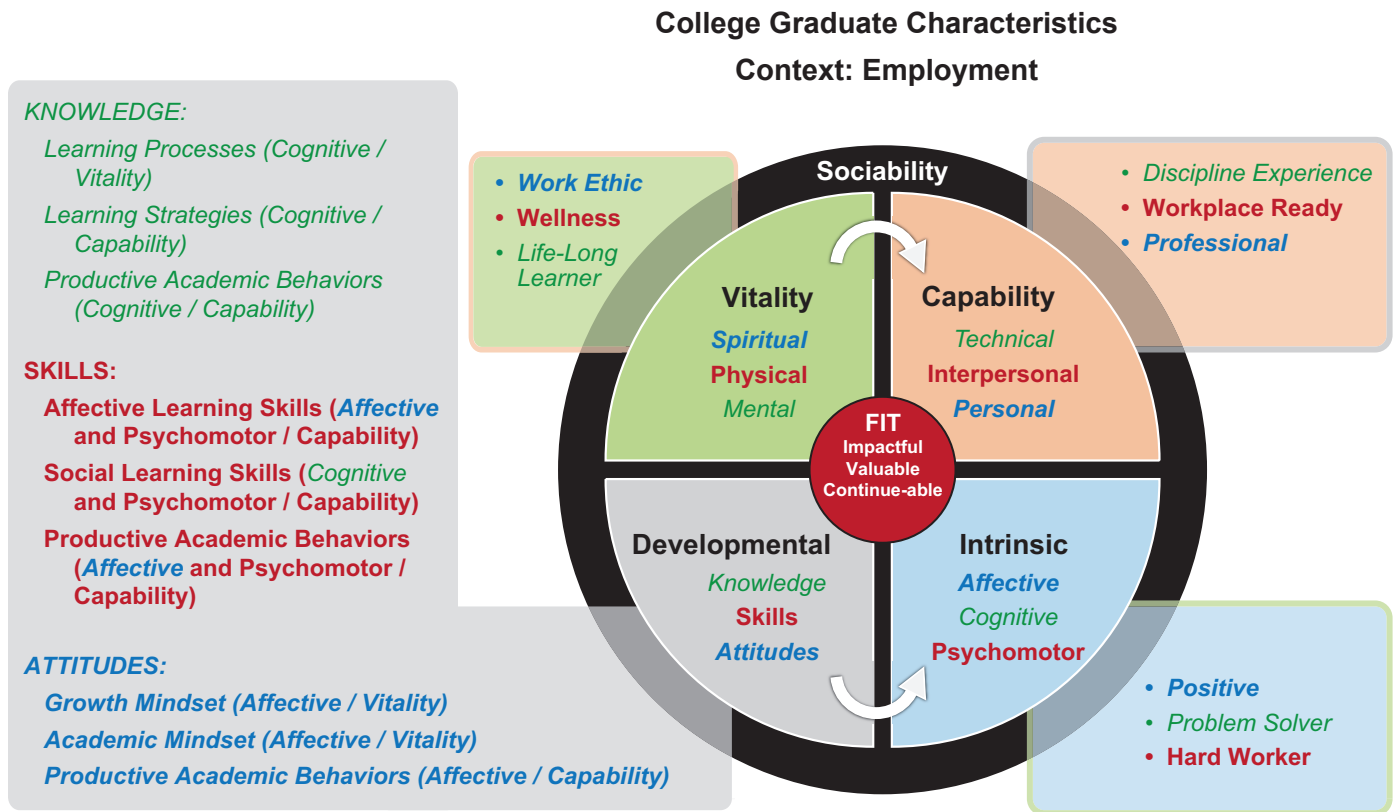 College Graduate Characteristics
Context: Employment
KNOWLEDGE:
Learning Processes (Cognitive /
Vitality)
Learning Strategies (Cognitive /
Capability)
Productive Academic Behaviors
(Cognitive / Capability)
SKILLS:
Affective Learning Skills (Affective
and Psychomotor / Capability)
Social Learning Skills (Cognitive
and Psychomotor / Capability)
Productive Academic Behaviors
(Affective and Psychomotor /
Capability)
ATTITUDES:
Growth Mindset (Affective / Vitality)
Academic Mindset (Affective / Vitality)
Productive Academic Behaviors (Affective / Capability)
• Work Ethic
• Wellness
• Life-Long
Learner
Sociability
• Discipline Experience
• Workplace Ready
• Professional
Vitality
Spiritual
Physical
Mental
Capability
Technical
Interpersonal
Personal
FIT
Impactful
Valuable
Continue-able
Developmental
Knowledge
Skills
Attitudes
Intrinsic
Affective
Cognitive
Psychomotor
• Positive
• Problem Solver
• Hard Worker